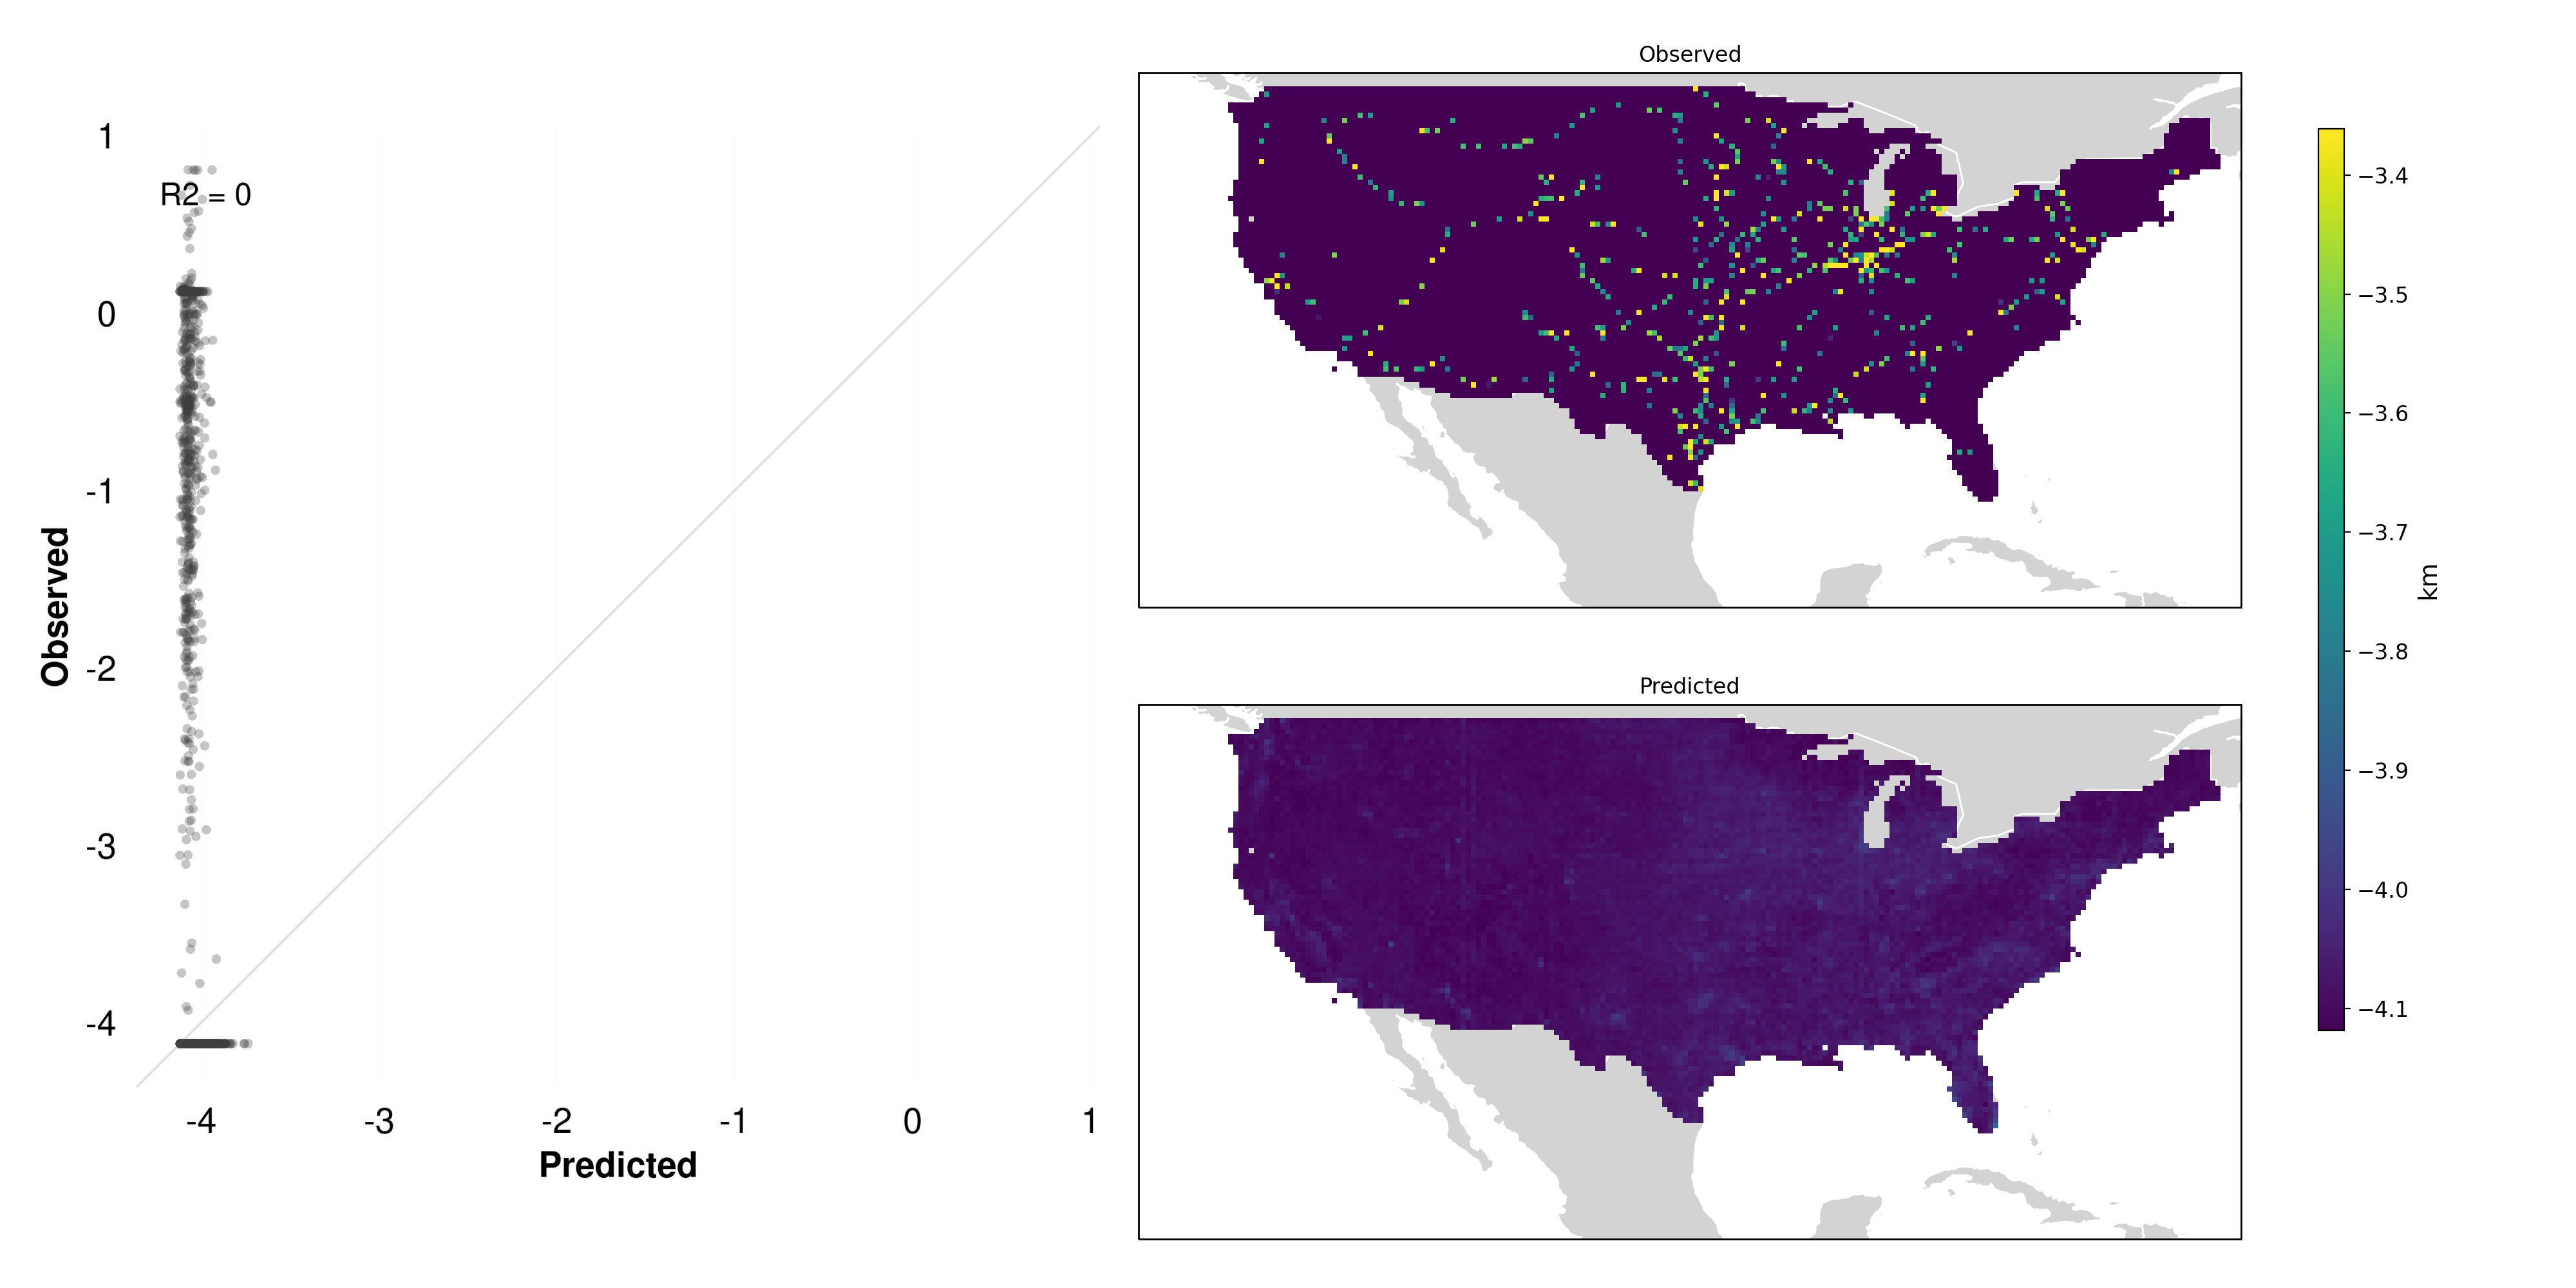 Observed
1
R2 = 0
0
-1
-2
-3
-4
Observed
-4 -3 -2 -1 0 1
Predicted
Predicted
−3.4
−3.5
−3.6
−3.7
−3.8
−3.9
−4.0
−4.1
km